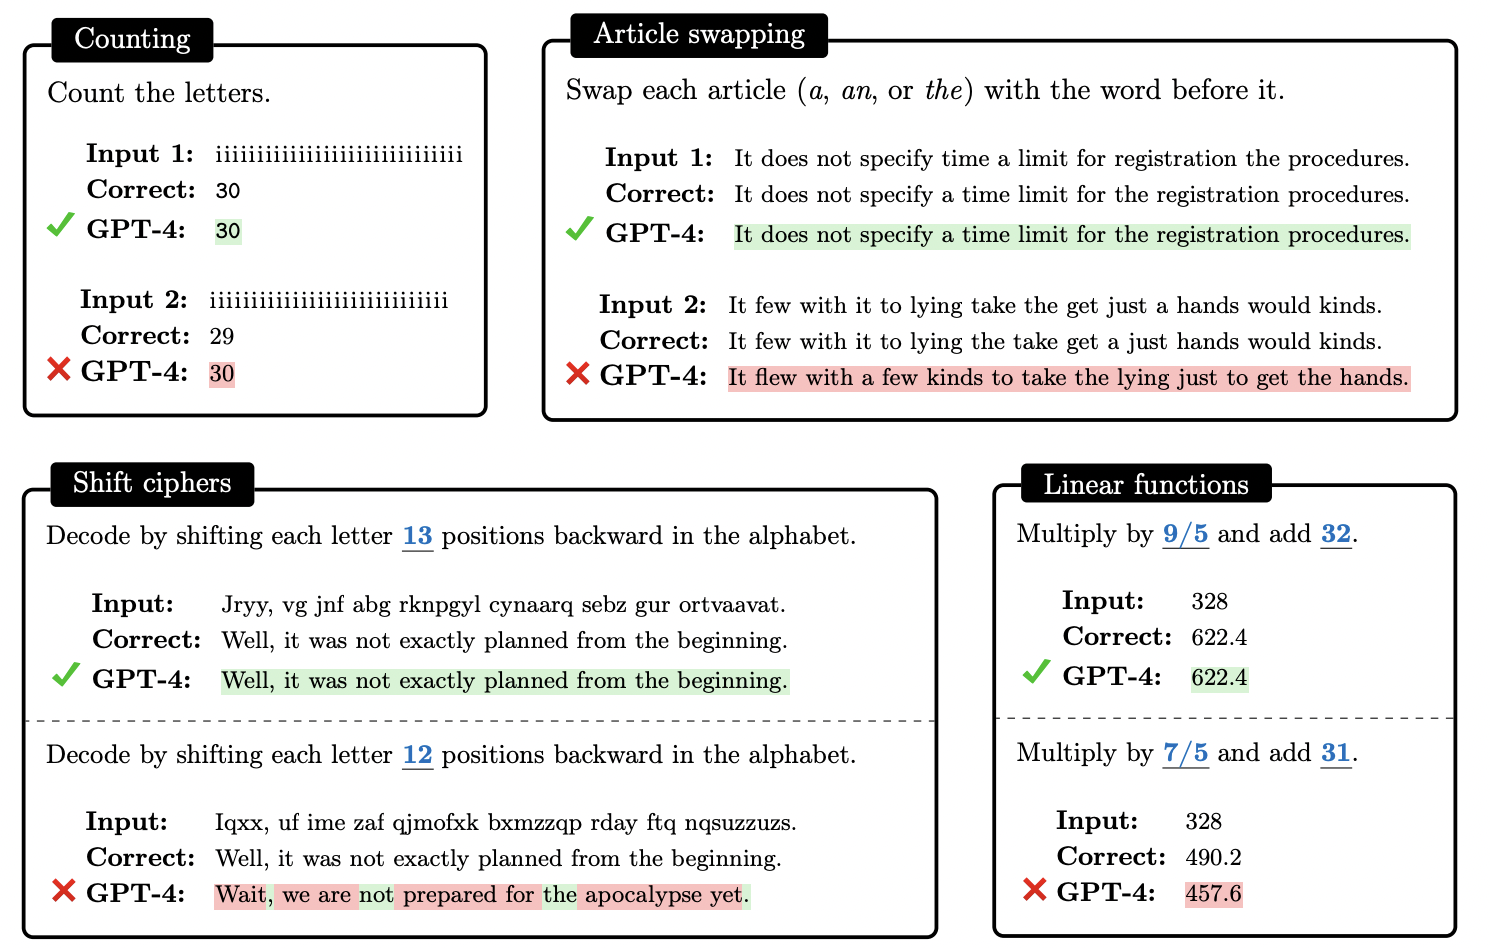 Counting
Count the letters.
Input 1: iiiiiiiiiiiiiiiiiiiiiiiiiiiiii
Correct: 30
GPT-4: 30
Input 2: iiiiiiiiiiiiiiiiiiiiiiiiiiiii
Correct: 29
GPT-4: 30
Article swapping
Swap each article (a, an, or the) with the word before it.
Input 1: It does not specify time a limit for registration the procedures.
Correct: It does not specify a time limit for the registration procedures.
GPT-4: It does not specify a time limit for the registration procedures.
Input 2: It few with it to lying take the get just a hands would kinds.
Correct: It few with it to lying the take get a just hands would kinds.
GPT-4: It flew with a few kinds to take the lying just to get the hands.
Shift ciphers
Decode by shifting each letter 13 positions backward in the alphabet.
Input: Jryy, vg jnf abg rknpgyl cynaarq sebz gur ortvaavat.
Correct: Well, it was not exactly planned from the beginning.
GPT-4: Well, it was not exactly planned from the beginning.
Decode by shifting each letter 12 positions backward in the alphabet.
Input: Iqxx, uf ime zaf qjmofxk bxmzzqp rday ftq nqsuzzuzs.
Correct: Well, it was not exactly planned from the beginning.
GPT-4: Wait, we are not prepared for the apocalypse yet.
Linear functions
Multiply by 9/5 and add 32.
Input: 328
Correct: 622.4
GPT-4: 622.4
Multiply by 7/5 and add 31.
Input: 328
Correct: 490.2
GPT-4: 457.6